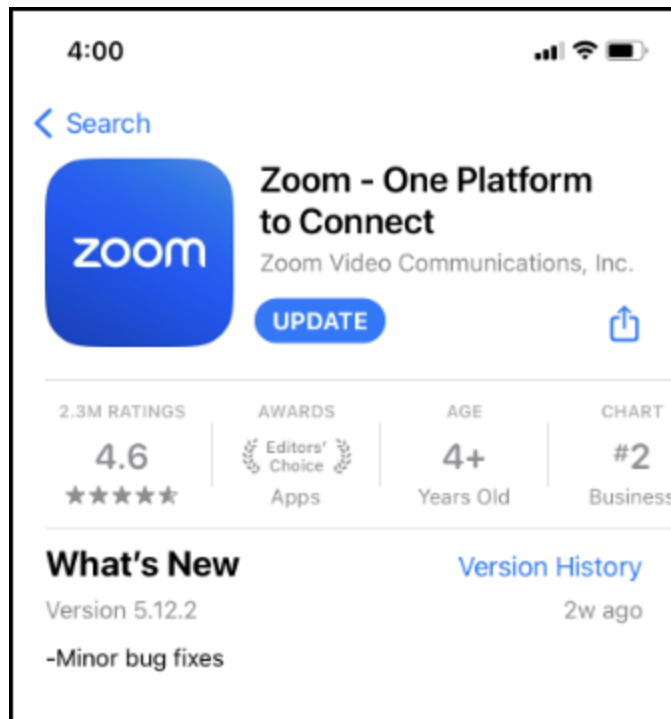 4:00
Search
zoom
Zoom - One Platform
to Connect
Zoom Video Communications, Inc.
UPDATE
2.3M RATINGS
4.6
AWARDS
Editors'
Choice
Apps
AGE
4+
Years Old
CHART
#2
Business
What's New
Version History
Version 5.12.2
2w ago
-Minor bug fixes